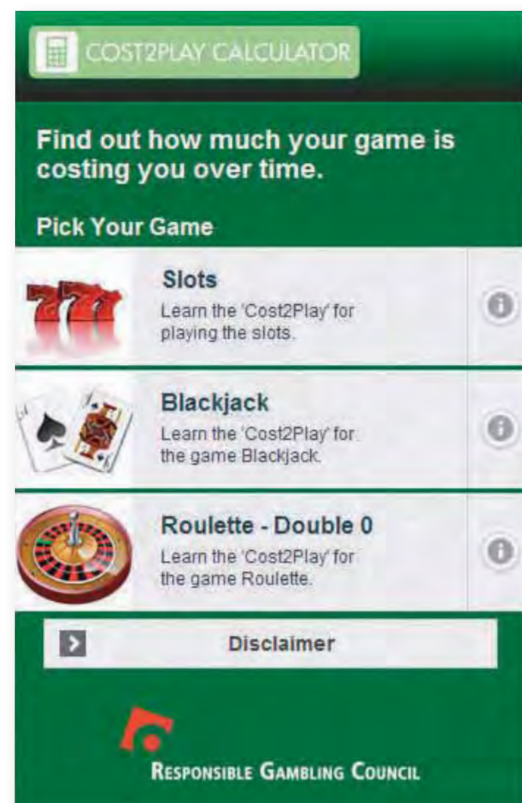 COST2PLAY CALCULATOR
Find out how much your game is
costing you over time.
Pick Your Game
777
Slots
Learn the 'Cost2Play' for
playing the slots.
Blackjack
Learn the 'Cost2Play' for
the game Blackjack.
Roulette - Double 0
Learn the 'Cost2Play' for
the game Roulette.
Disclaimer
RESPONSIBLE GAMBLING COUNCIL